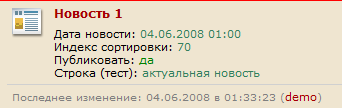 Новость 1
Дата новости: 04.06.2008 01:00
Индекс сортировки: 70
Публиковать: да
Строка (тест): актуальная новость
Последнее изменение: 04.06.2008 в 01:33:23 (demo)